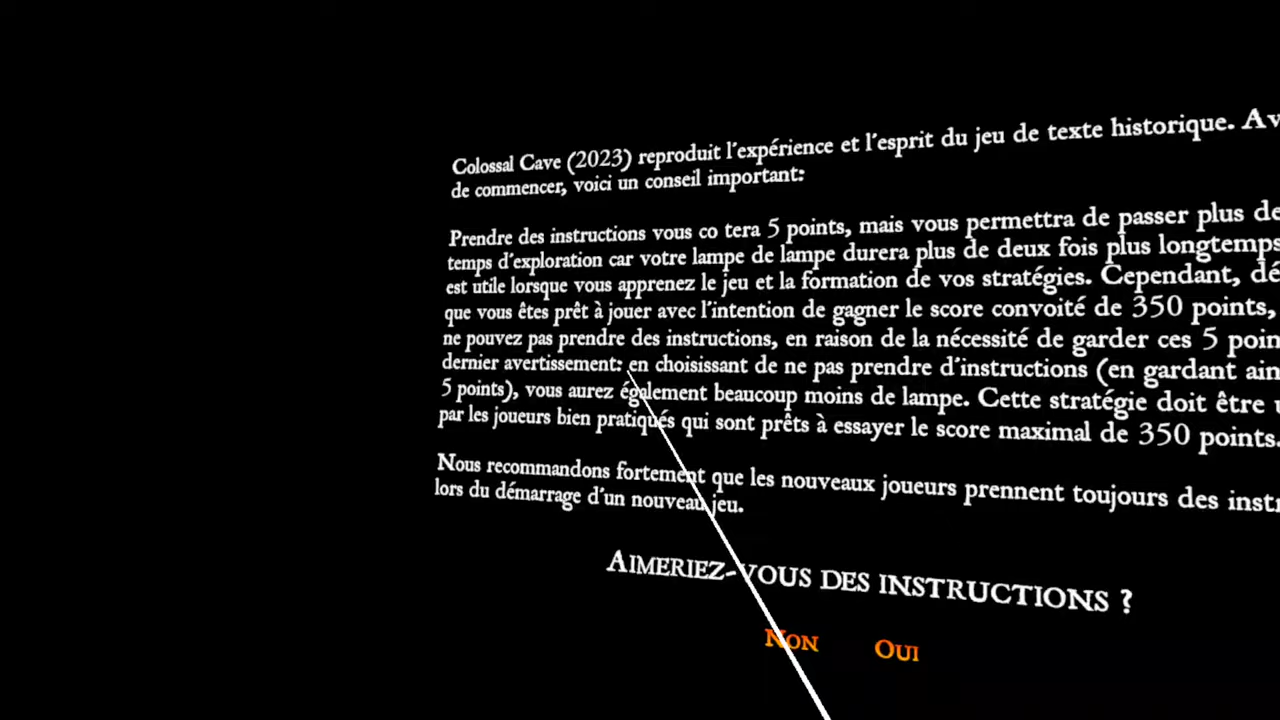 Colossal Cave (2023) reproduit l'expérience et l'esprit du jeu de texte historique. Av
de commencer, voici un conseil important:
Prendre des instructions vous co tera 5 points, mais vous permettra de passer plus de
temps d'exploration car votre lampe de lampe durera plus de deux fois plus longtemps
est utile lorsque vous apprenez le jeu et la formation de vos stratégies. Cependant, dé
que vous êtes prêt à jouer avec l'intention de gagner le score convoité de 350 points,
ne pouvez pas prendre des instructions, en raison de la nécessité de garder ces 5 poin
dernier avertissement: en choisissant de ne pas prendre d'instructions (en gardant ain
5 points), vous aurez également beaucoup moins de lampe. Cette stratégie doit être
par les joueurs bien pratiqués qui sont prêts à essayer le score maximal de 350 points.
Nous recommandons fortement que les nouveaux joueurs prennent toujours des instr
lors du démarrage d'un nouveau jeu.
AIMERIEZ-VOUS DES INSTRUCTIONS ?
NON OUI